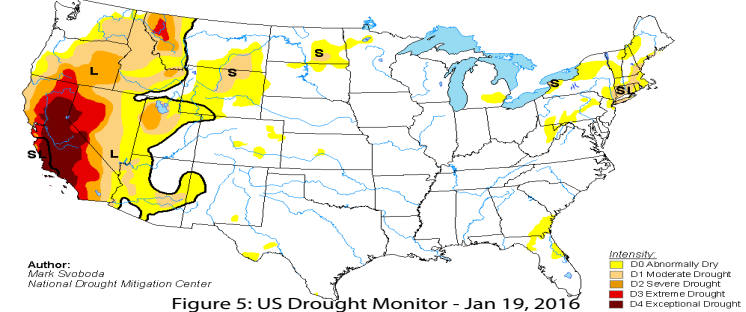 L
S
S
S
SL
SL
L
Author:
Mark Svoboda
National Drought Mitigation Center
Intensity:
D0 Abnormally Dry
D1 Moderate Drought
D2 Severe Drought
D3 Extreme Drought
D4 Exceptional Drought
Figure 5: US Drought Monitor - Jan 19, 2016